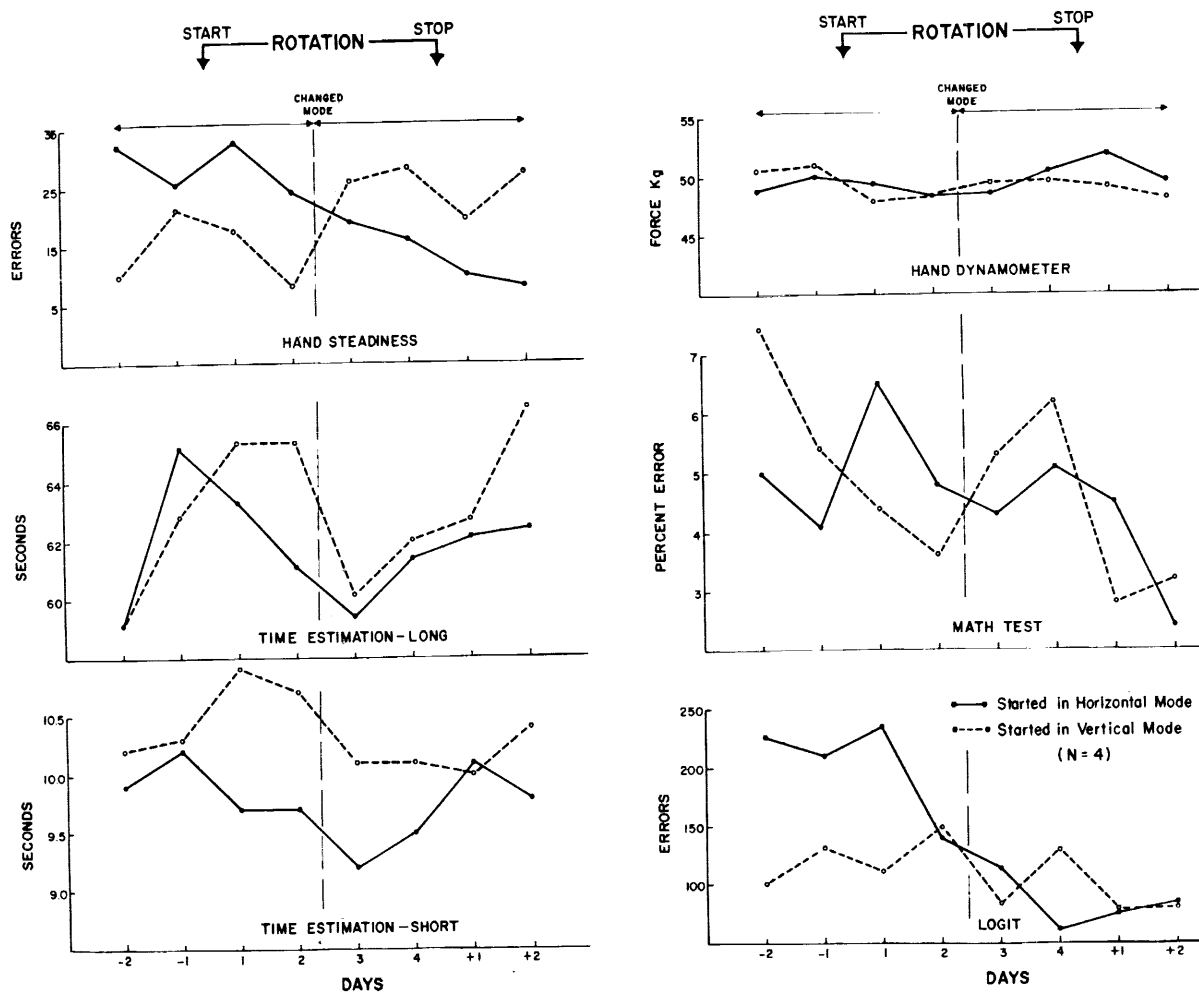 START ROTATION STOP
CHANGED MODE
36
25
15
5
ERRORS
HAND STEADINESS
66
64
62
60
SECONDS
TIME ESTIMATION-LONG
10.5
10.0
9.5
9.0
SECONDS
TIME ESTIMATION-SHORT
-2 -1 1 2 3 4 +1 +2
DAYS
START ROTATION STOP
CHANGED MODE
55
50
45
FORCE Kg
HAND DYNAMOMETER
7
6
5
4
3
PERCENT ERROR
MATH TEST
Started in Horizontal Mode
Started in Vertical Mode
(N=4)
250
200
150
100
ERRORS
LOGIT
-2 -1 1 2 3 4 +1 +2
DAYS